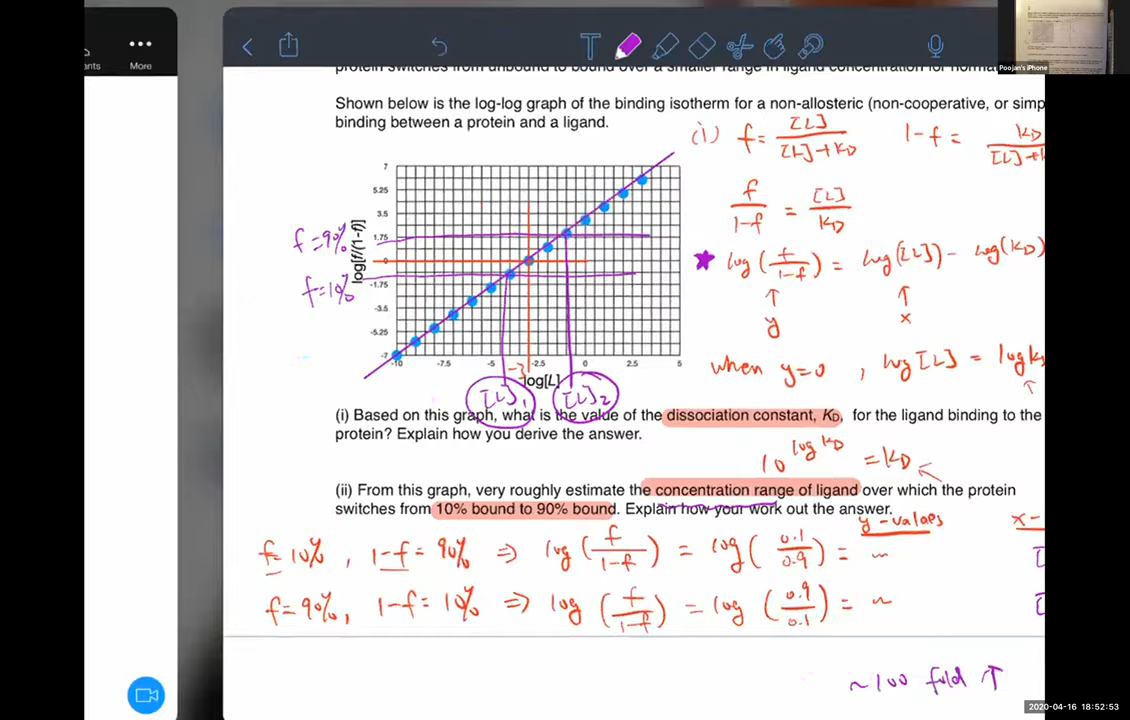 ants
More
Poojan's iPhone
protein switches from unbound to bound over a smaller range in ligand concentration for norma
Shown below is the log-log graph of the binding isotherm for a non-allosteric (non-cooperative, or simp
binding between a protein and a ligand.
(i) f = [L] / [L]+KD
1-f = KD / [L]+
f / 1-f = [L] / KD
★ log(f / 1-f) = log([L]) - log(KD)
↑ ↑
y x
when y=0 , log[L] = log K
7
5.25
3.5
1.75
0
-1.75
-3.5
-5.25
-7
log[f/(1-f)]
f=90%
f=10%
-10 -7.5 -5 -2.5 0 2.5 5
-3
log[L]
[L]1 [L]2
(i) Based on this graph, what is the value of the dissociation constant, KD, for the ligand binding to the
protein? Explain how you derive the answer.
10^log KD = KD
(ii) From this graph, very roughly estimate the concentration range of ligand over which the protein
switches from 10% bound to 90% bound. Explain how your work out the answer.
y-values x-
f=10% , 1-f= 90% ⇒ log(f / 1-f) = log(0.1 / 0.9) = ~
f=90%, 1-f= 10% ⇒ log(f / 1-f) = log(0.9 / 0.1) = ~
~100 fold ↑
2020-04-16 18:52:53